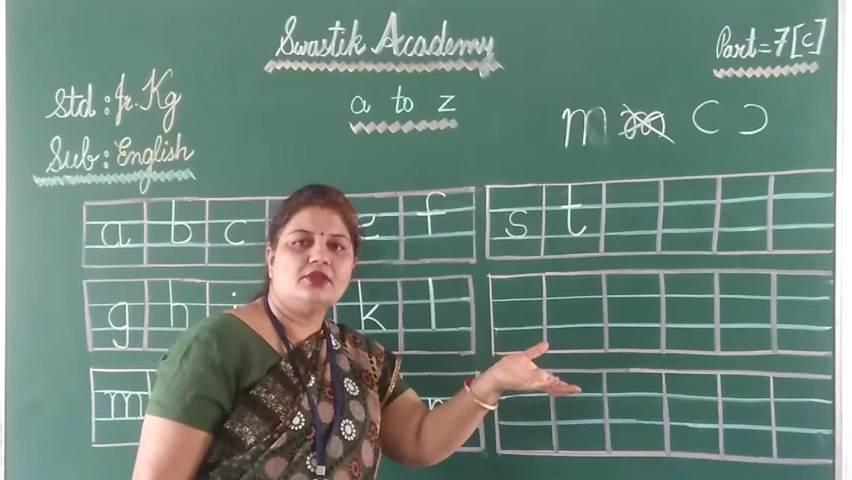 Swastik Academy
Part = 7 [c]
Std : Jr. Kg
a to z
Sub : English
m
a b c e f
s t
g h i k l
m